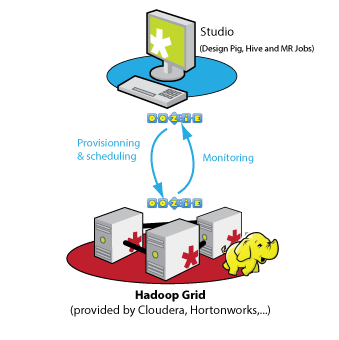 Studio
(Design Pig, Hive and MR Jobs)
OOZiE
Provisionning
& scheduling
Monitoring
OOZiE
Hadoop Grid
(provided by Cloudera, Hortonworks,...)